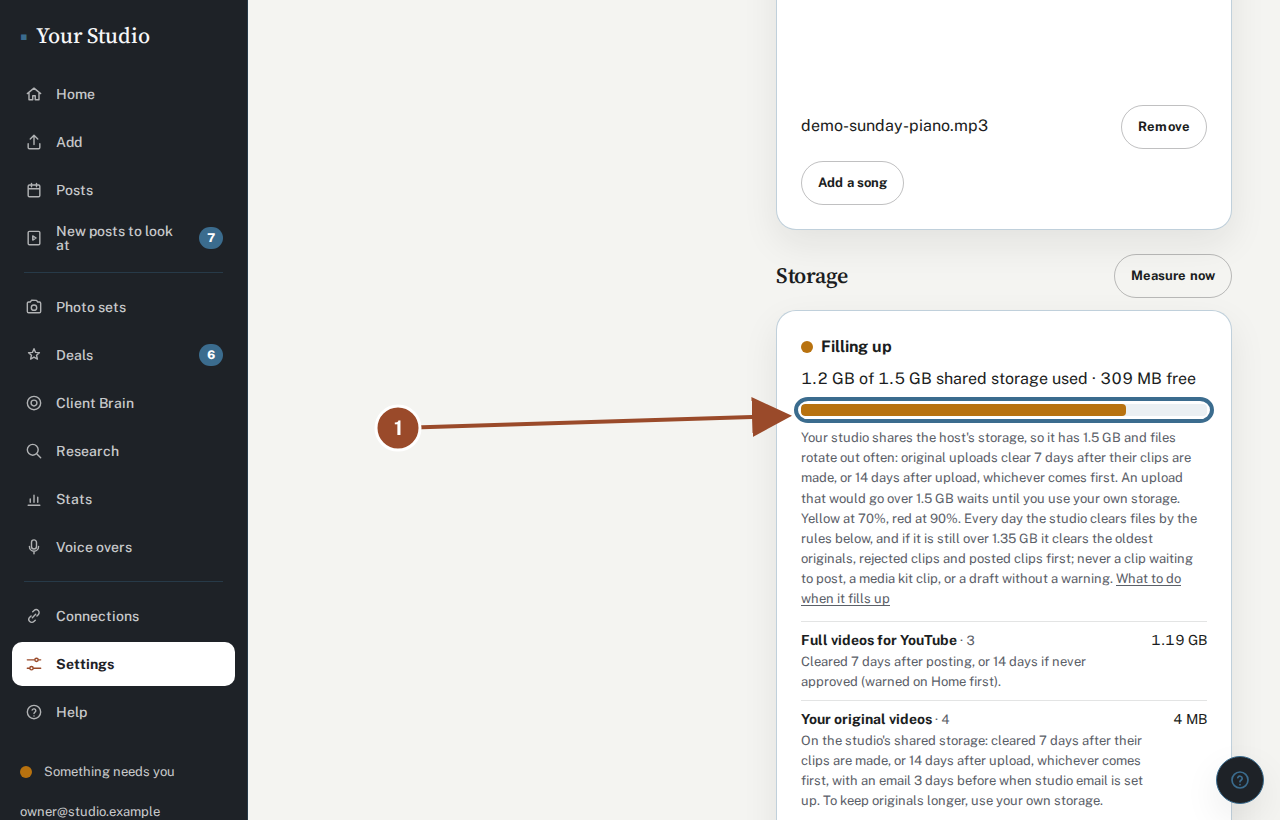 Your Studio
Home
Add
Posts
New posts to look
at
7
Photo sets
Deals
6
Client Brain
Research
Stats
Voice overs
Connections
Settings
Help
Something needs you
owner@studio.example
demo-sunday-piano.mp3
Remove
Add a song
Storage
Measure now
Filling up
1.2 GB of 1.5 GB shared storage used · 309 MB free
1
Your studio shares the host's storage, so it has 1.5 GB and files
rotate out often: original uploads clear 7 days after their clips are
made, or 14 days after upload, whichever comes first. An upload
that would go over 1.5 GB waits until you use your own storage.
Yellow at 70%, red at 90%. Every day the studio clears files by the
rules below, and if it is still over 1.35 GB it clears the oldest
originals, rejected clips and posted clips first; never a clip waiting
to post, a media kit clip, or a draft without a warning. What to do
when it fills up
Full videos for YouTube · 3
1.19 GB
Cleared 7 days after posting, or 14 days if never
approved (warned on Home first).
Your original videos · 4
4 MB
On the studio's shared storage: cleared 7 days after their
clips are made, or 14 days after upload, whichever comes
first, with an email 3 days before when studio email is set
up. To keep originals longer, use your own storage.